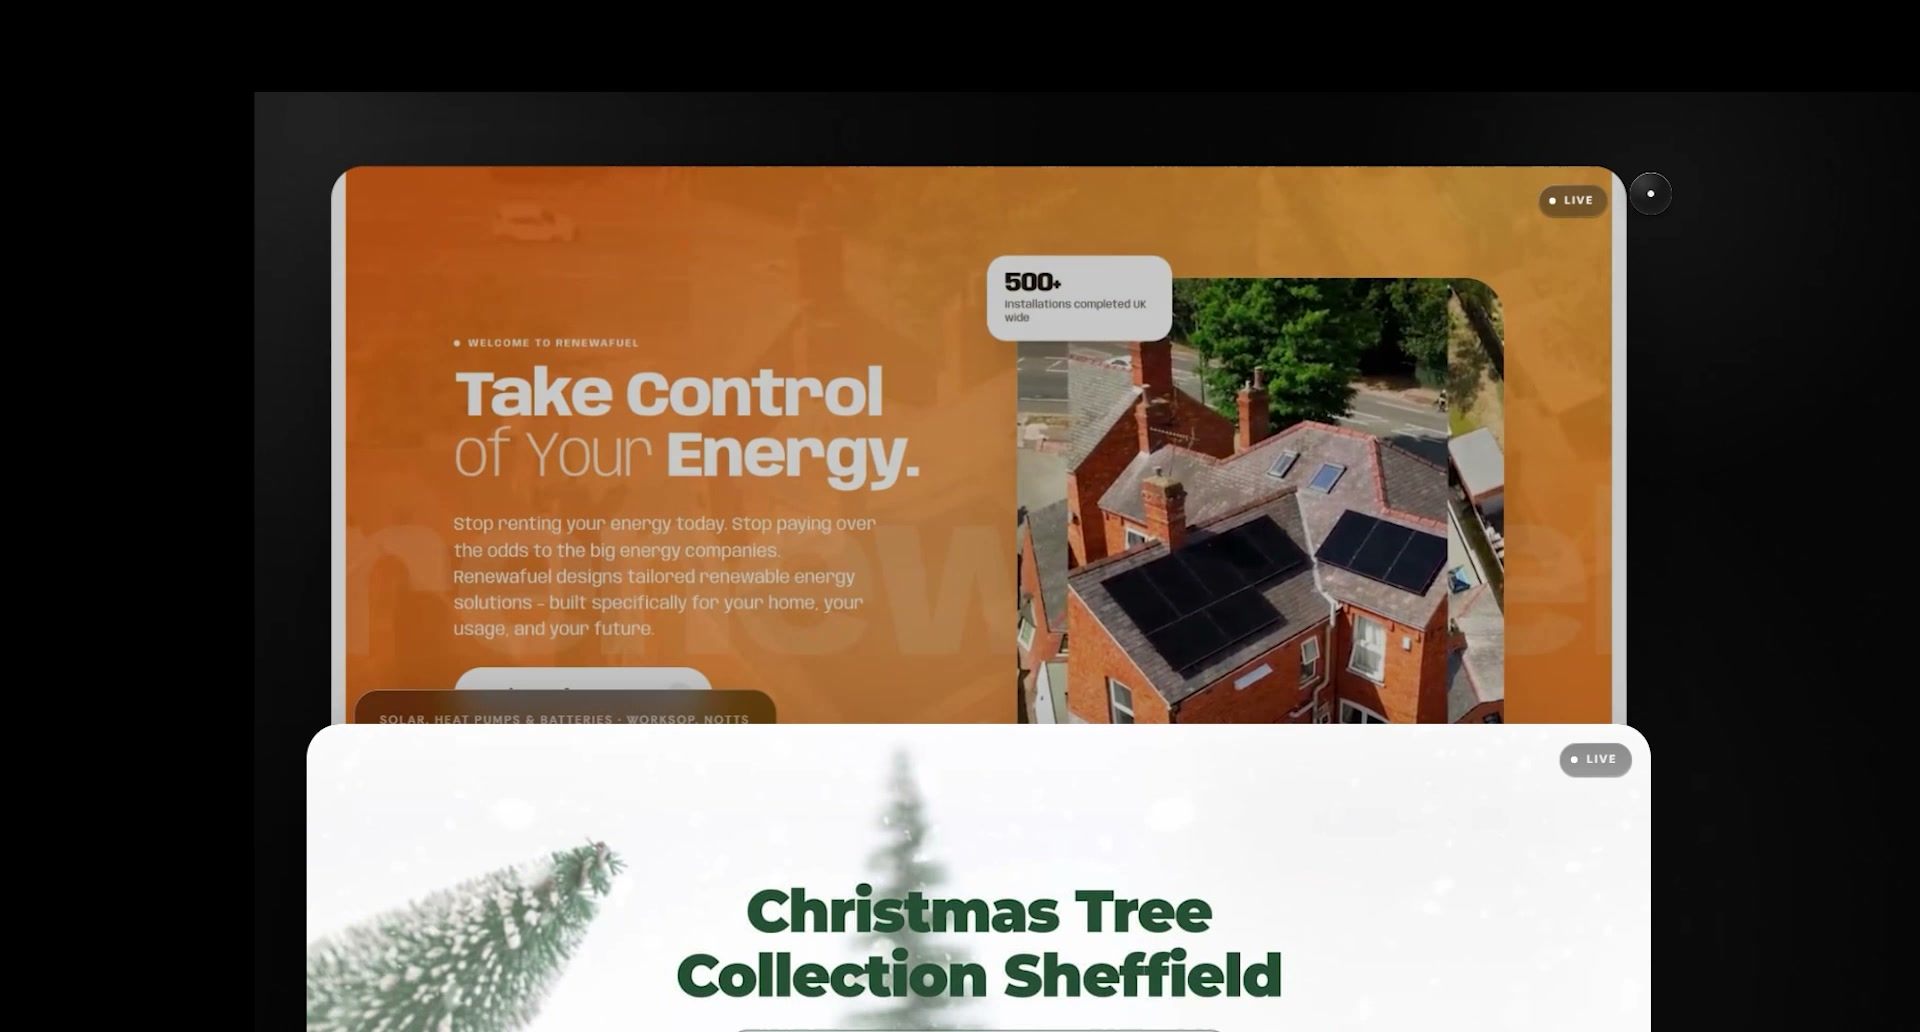 LIVE
500+
installations completed UK
wide
WELCOME TO RENEWAFUEL
Take Control
of Your Energy.
Stop renting your energy today. Stop paying over
the odds to the big energy companies.
Renewafuel designs tailored renewable energy
solutions - built specifically for your home, your
usage, and your future.
SOLAR, HEAT PUMPS & BATTERIES - WORKSOP, NOTTS
LIVE
Christmas Tree
Collection Sheffield